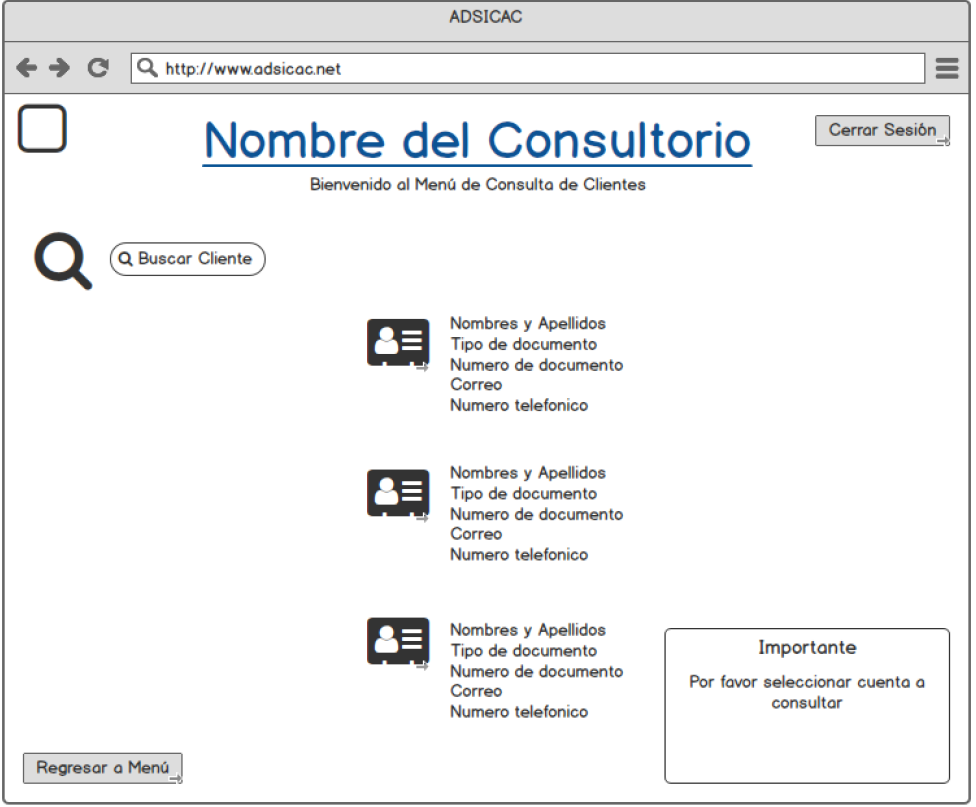 ADSICAC
http://www.adsicac.net
Nombre del Consultorio
Cerrar Sesión
Bienvenido al Menú de Consulta de Clientes
Buscar Cliente
Nombres y Apellidos
Tipo de documento
Numero de documento
Correo
Numero telefonico
Nombres y Apellidos
Tipo de documento
Numero de documento
Correo
Numero telefonico
Nombres y Apellidos
Tipo de documento
Numero de documento
Correo
Numero telefonico
Importante
Por favor seleccionar cuenta a
consultar
Regresar a Menú